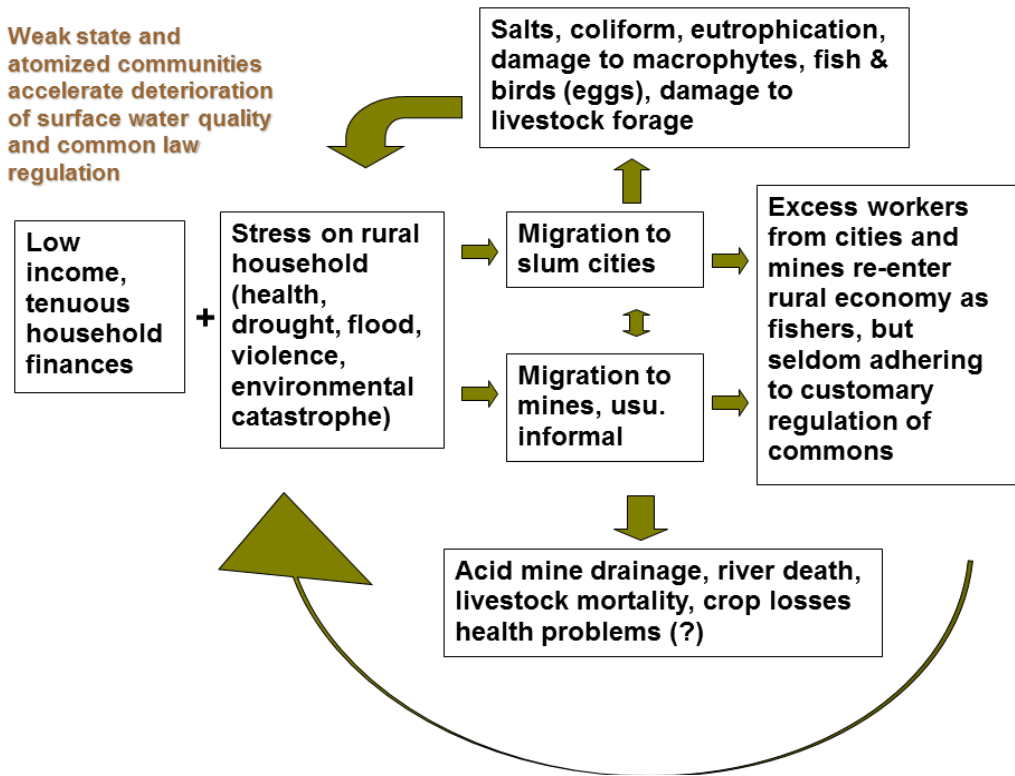 Weak state and
atomized communities
accelerate deterioration
of surface water quality
and common law
regulation
Salts, coliform, eutrophication,
damage to macrophytes, fish &
birds (eggs), damage to
livestock forage
Low
income,
tenuous
household
finances
+
Stress on rural
household
(health,
drought, flood,
violence,
environmental
catastrophe)
Migration to
slum cities
Migration to
mines, usu.
informal
Excess workers
from cities and
mines re-enter
rural economy as
fishers, but
seldom adhering
to customary
regulation of
commons
Acid mine drainage, river death,
livestock mortality, crop losses
health problems (?)